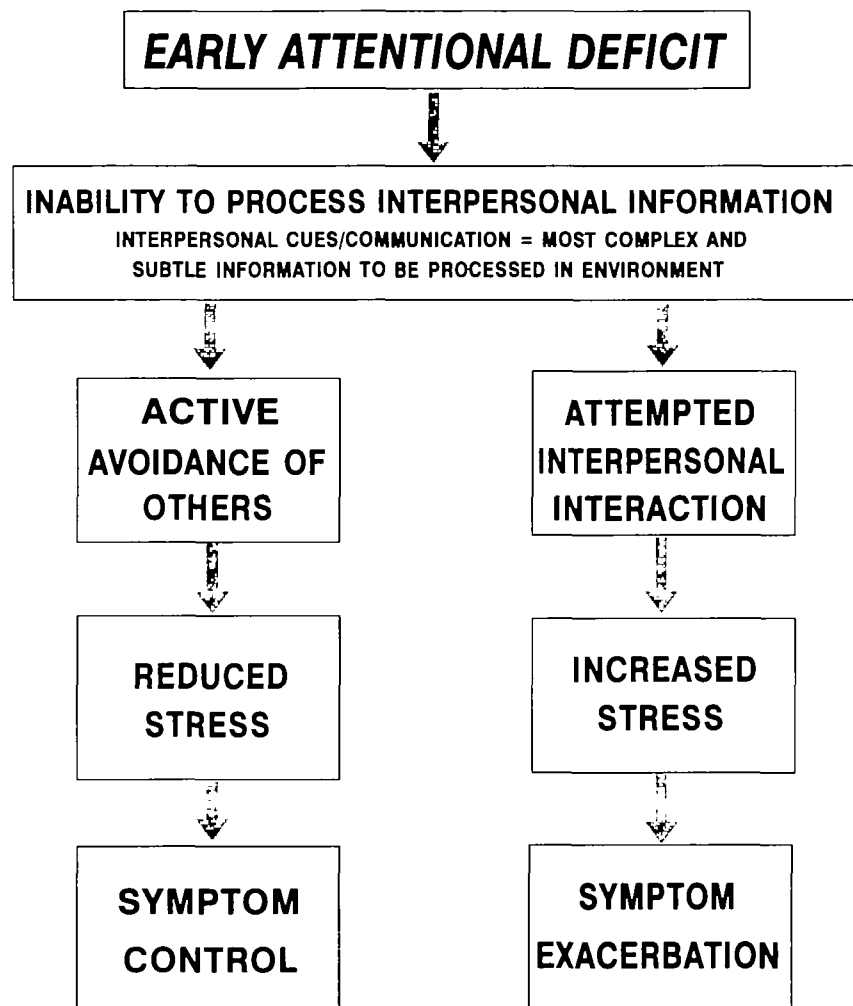 EARLY ATTENTIONAL DEFICIT
INABILITY TO PROCESS INTERPERSONAL INFORMATION
INTERPERSONAL CUES/COMMUNICATION = MOST COMPLEX AND
SUBTLE INFORMATION TO BE PROCESSED IN ENVIRONMENT
ACTIVE
AVOIDANCE OF
OTHERS
REDUCED
STRESS
SYMPTOM
CONTROL
ATTEMPTED
INTERPERSONAL
INTERACTION
INCREASED
STRESS
SYMPTOM
EXACERBATION